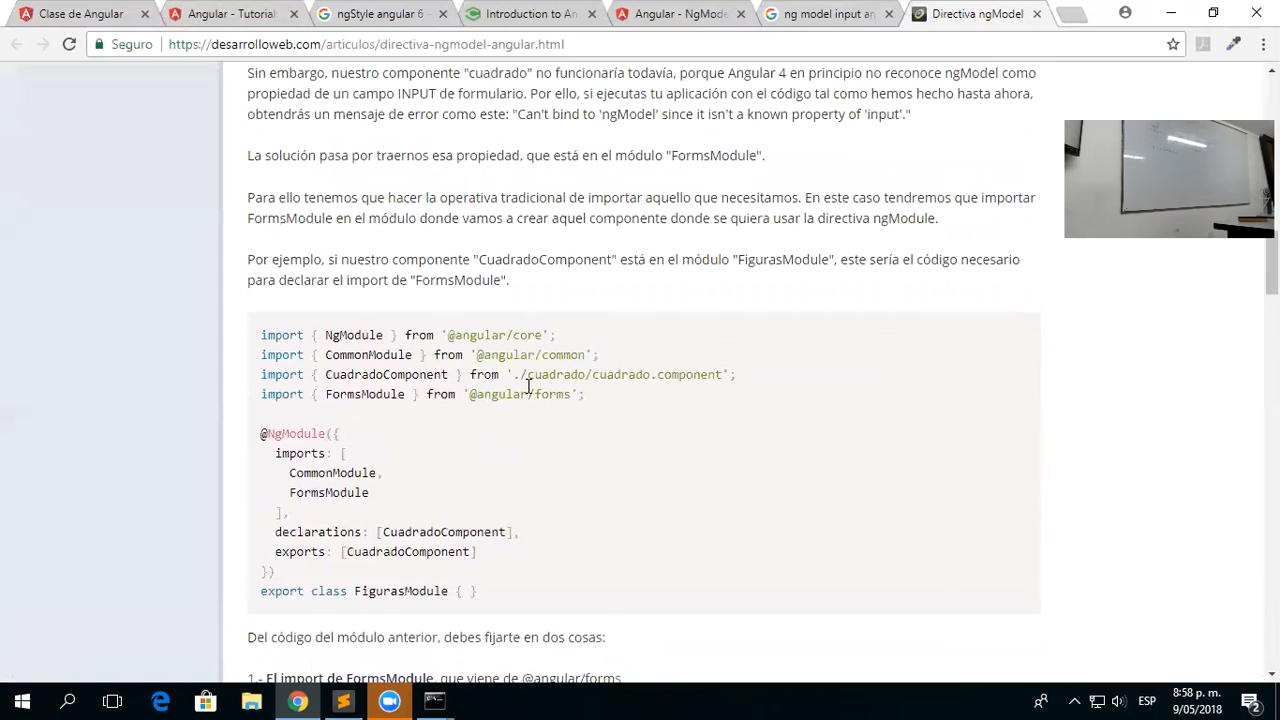 Clase de Angular
Angular - Tutorial
ngStyle angular 6
Introduction to An
Angular - NgMode
ng model input an
Directiva ngModel
Seguro
https://desarrolloweb.com/articulos/directiva-ngmodel-angular.html
Sin embargo, nuestro componente "cuadrado" no funcionaría todavía, porque Angular 4 en principio no reconoce ngModel como
propiedad de un campo INPUT de formulario. Por ello, si ejecutas tu aplicación con el código tal como hemos hecho hasta ahora,
obtendrás un mensaje de error como este: "Can't bind to 'ngModel' since it isn't a known property of 'input'."
La solución pasa por traernos esa propiedad, que está en el módulo "FormsModule".
Para ello tenemos que hacer la operativa tradicional de importar aquello que necesitamos. En este caso tendremos que importar
FormsModule en el módulo donde vamos a crear aquel componente donde se quiera usar la directiva ngModule.
Por ejemplo, si nuestro componente "CuadradoComponent" está en el módulo "FigurasModule", este sería el código necesario
para declarar el import de "FormsModule".
import { NgModule } from '@angular/core';
import { CommonModule } from '@angular/common';
import { CuadradoComponent } from './cuadrado/cuadrado.component';
import { FormsModule } from '@angular/forms';
@NgModule({
imports: [
CommonModule,
FormsModule
],
declarations: [CuadradoComponent],
exports: [CuadradoComponent]
})
export class FigurasModule { }
Del código del módulo anterior, debes fijarte en dos cosas:
1.- El import de FormsModule, que viene de @angular/forms
ESP
8:58 p. m.
9/05/2018
2